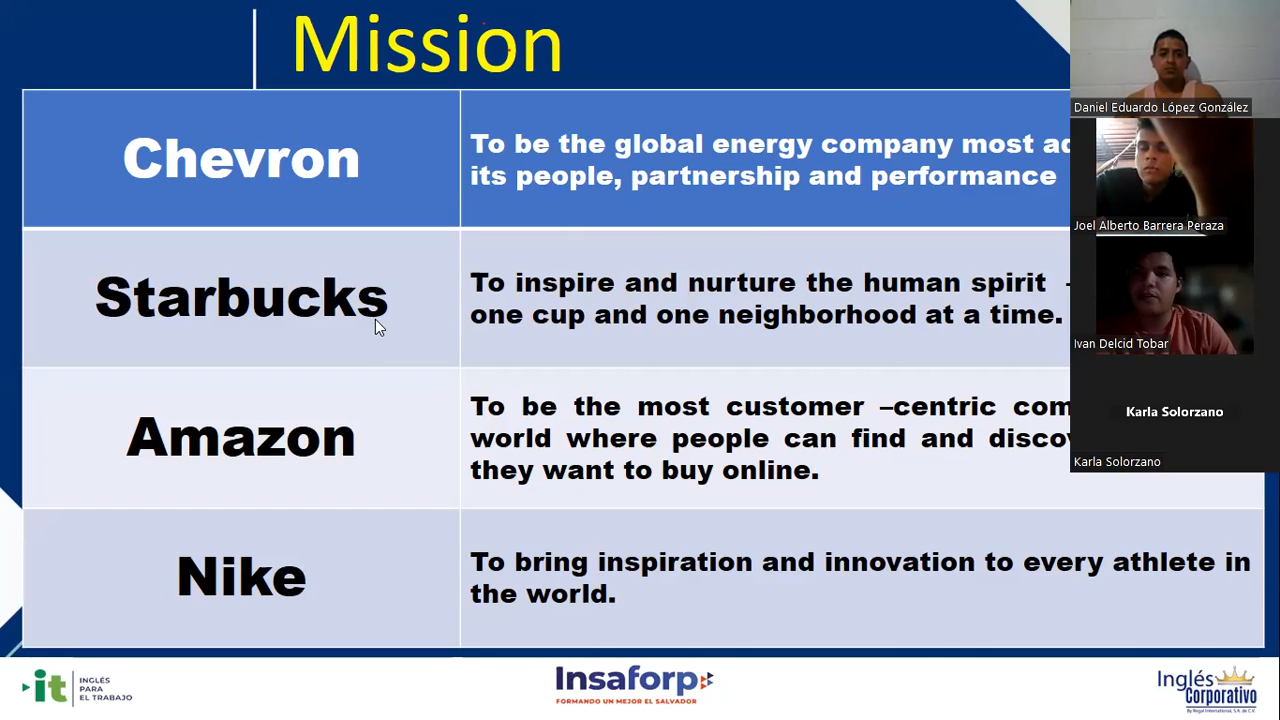 Mission
Chevron
To be the global energy company most
its people, partnership and performance
Starbucks
To inspire and nurture the human spirit –
one cup and one neighborhood at a time.
Amazon
To be the most customer –centric
world where people can find and
they want to buy online.
Nike
To bring inspiration and innovation to every athlete in
the world.
Daniel Eduardo López González
Joel Alberto Barrera Peraza
Ivan Delcid Tobar
Karla Solorzano
Karla Solorzano
it INGLÉS
PARA
EL TRABAJO
Insaforp
FORMANDO UN MEJOR EL SALVADOR
Inglés
Corporativo
By Regal International, S.A. de C.V.